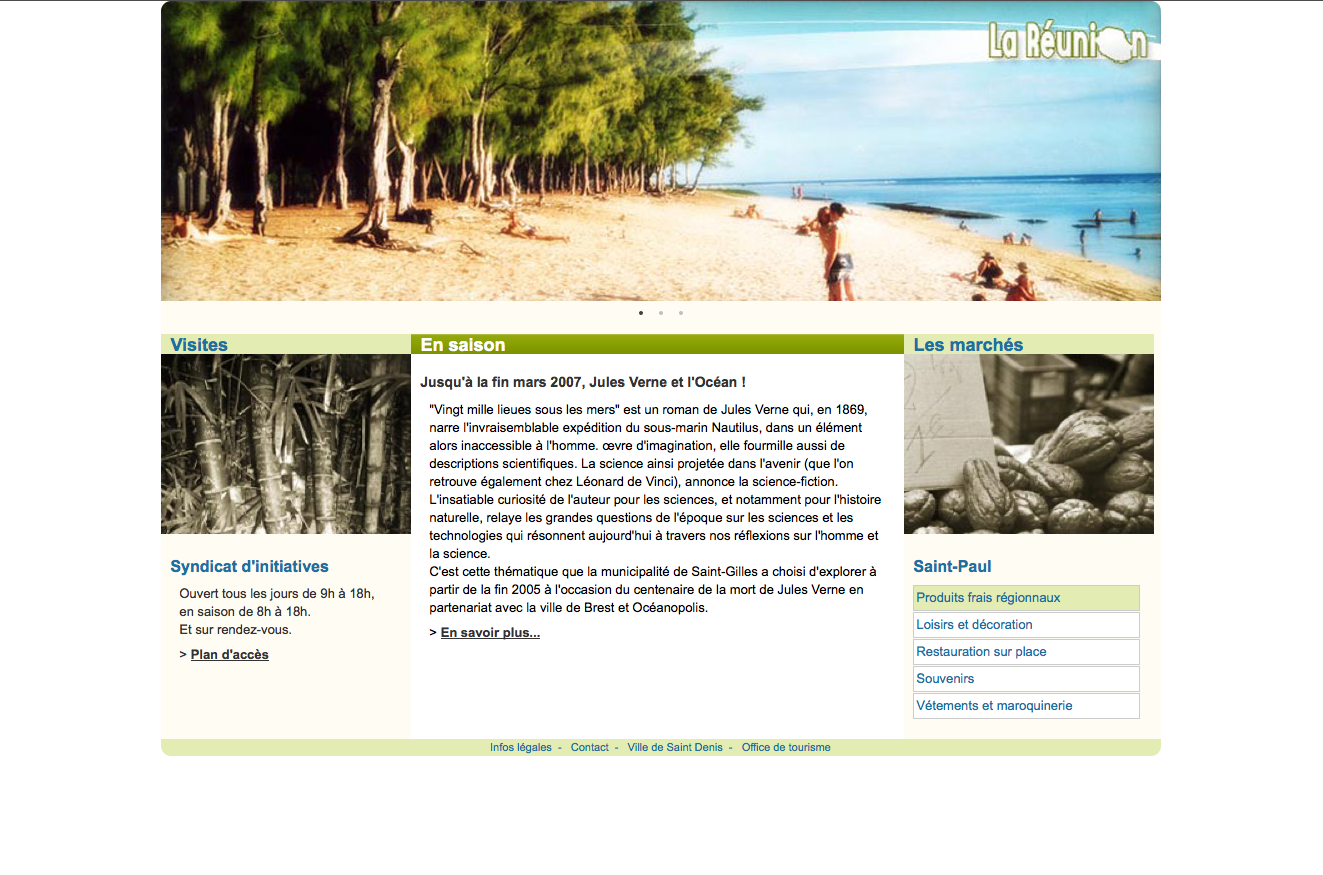 La Réunion
Visites
En saison
Les marchés
Jusqu'à la fin mars 2007, Jules Verne et l'Océan !
"Vingt mille lieues sous les mers" est un roman de Jules Verne qui, en 1869,
narre l'invraisemblable expédition du sous-marin Nautilus, dans un élément
alors inaccessible à l'homme. œvre d'imagination, elle fourmille aussi de
descriptions scientifiques. La science ainsi projetée dans l'avenir (que l'on
retrouve également chez Léonard de Vinci), annonce la science-fiction.
L'insatiable curiosité de l'auteur pour les sciences, et notamment pour l'histoire
naturelle, relaye les grandes questions de l'époque sur les sciences et les
technologies qui résonnent aujourd'hui à travers nos réflexions sur l'homme et
la science.
C'est cette thématique que la municipalité de Saint-Gilles a choisi d'explorer à
partir de la fin 2005 à l'occasion du centenaire de la mort de Jules Verne en
partenariat avec la ville de Brest et Océanopolis.
> En savoir plus...
Syndicat d'initiatives
Ouvert tous les jours de 9h à 18h,
en saison de 8h à 18h.
Et sur rendez-vous.
> Plan d'accès
Saint-Paul
Produits frais régionnaux
Loisirs et décoration
Restauration sur place
Souvenirs
Vétements et maroquinerie
Infos légales - Contact - Ville de Saint Denis - Office de tourisme